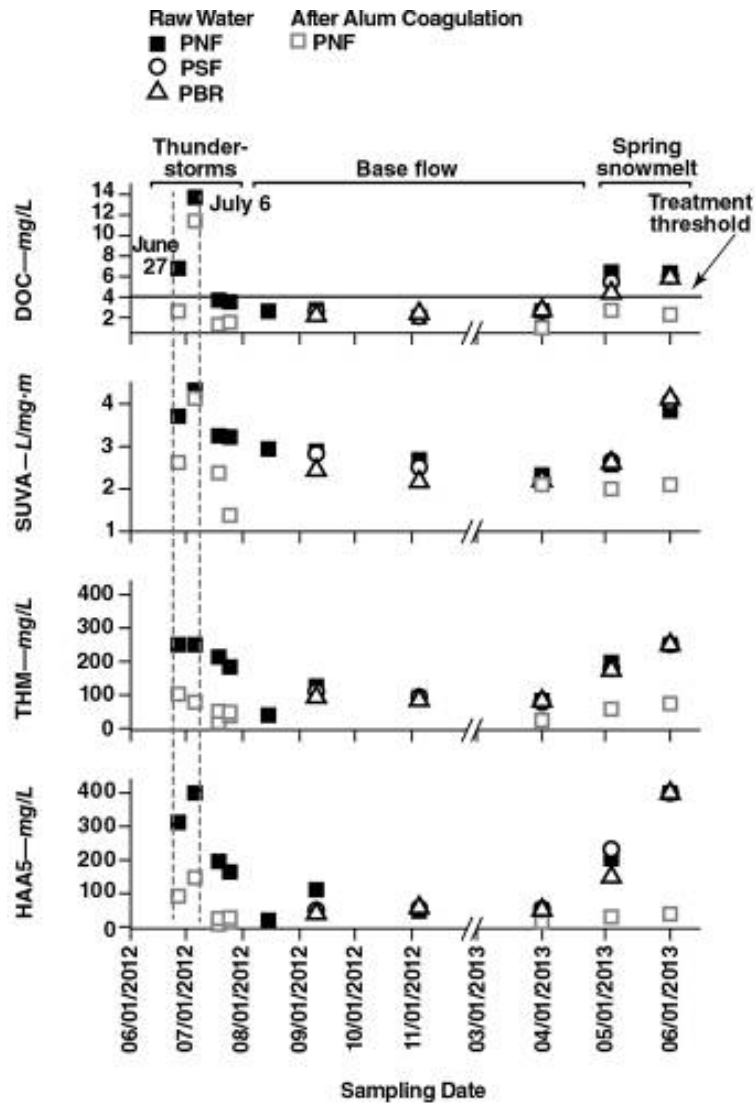 Raw Water
PNF
PSF
PBR
After Alum Coagulation
PNF
Thunder-
storms
Base flow
Spring
snowmelt
Treatment
threshold
June
27
July 6
DOC—mg/L
14
12
10
8
6
4
2
SUVA—L/mg·m
4
3
2
1
THM—mg/L
400
300
200
100
0
HAA5—mg/L
400
300
200
100
0
06/01/2012
07/01/2012
08/01/2012
09/01/2012
10/01/2012
11/01/2012
03/01/2013
04/01/2013
05/01/2013
06/01/2013
Sampling Date